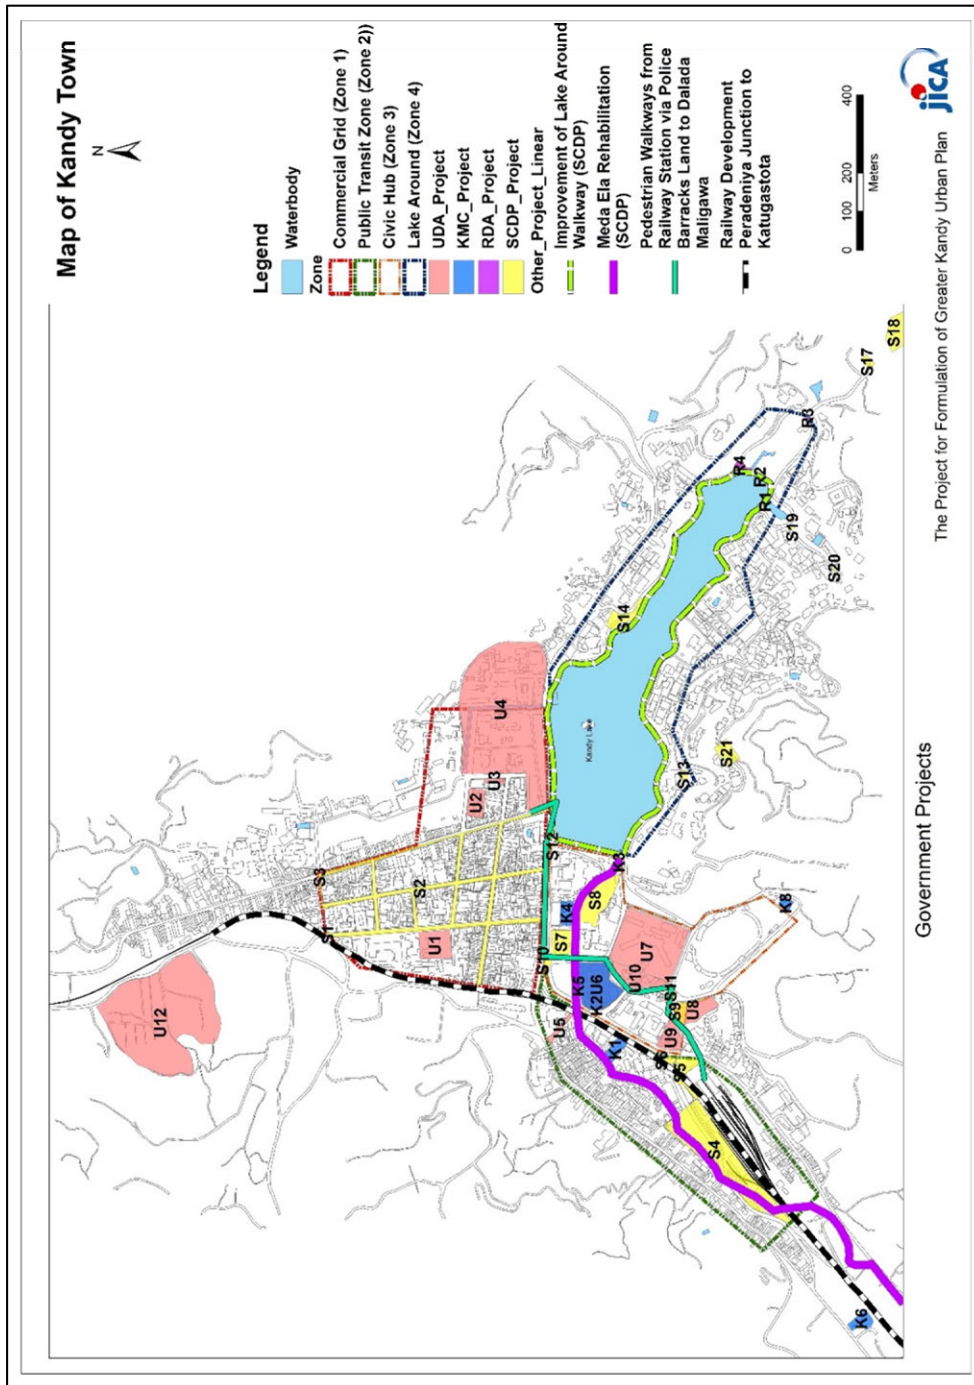 Map of Kandy Town
N
Legend
Waterbody
Zone
Commercial Grid (Zone 1)
Public Transit Zone (Zone 2))
Civic Hub (Zone 3)
Lake Around (Zone 4)
UDA_Project
KMC_Project
RDA_Project
SCDP_Project
Other_Project_Linear
Improvement of Lake Around
Walkway (SCDP)
Meda Ela Rehabilitation
(SCDP)
Pedestrian Walkways from
Railway Station via Police
Barracks Land to Dalada
Maligawa
Railway Development
Peradeniya Junction to
Katugastota
0 100 200 400
Meters
U12
S1
S3
S2
U1
U2
U3
U4
S10
S12
U5
K5
S7
K4
K2
U6
S8
K3
K1
U10
U7
S11
S9
U8
U9
S6
S5
S4
K8
K6
Kandy Lake
S14
S13
S21
R4
R2
R1
R3
S19
S20
S17
S18
Government Projects
The Project for Formulation of Greater Kandy Urban Plan
jica